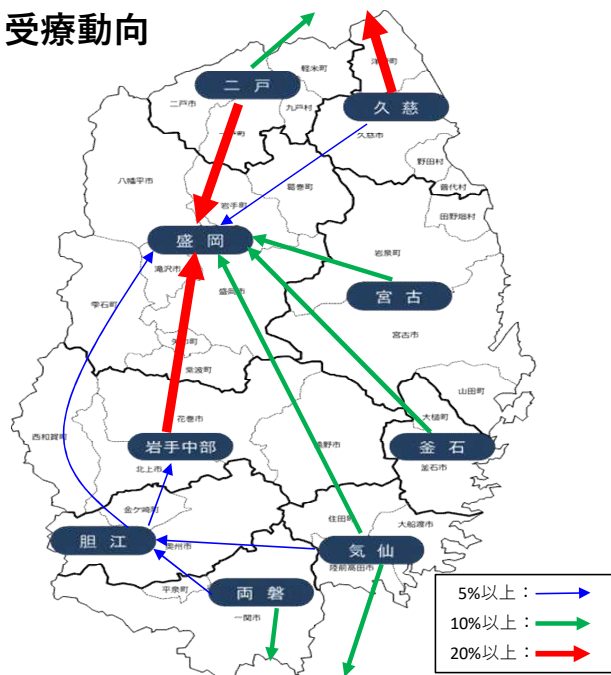 受療動向
二戸
軽米町
洋野町
二戸市
九戸村
久慈
一戸町
久慈市
野田村
普代村
八幡平市
葛巻町
岩手町
田野畑村
盛岡
滝沢市
岩泉町
雫石町
盛岡市
宮古
矢巾町
宮古市
紫波町
山田町
花巻市
大槌町
西和賀町
岩手中部
遠野市
釜石
北上市
釜石市
金ケ崎町
住田町
大船渡市
胆江
奥州市
気仙
陸前高田市
平泉町
両磐
一関市
5%以上：
10%以上：
20%以上：